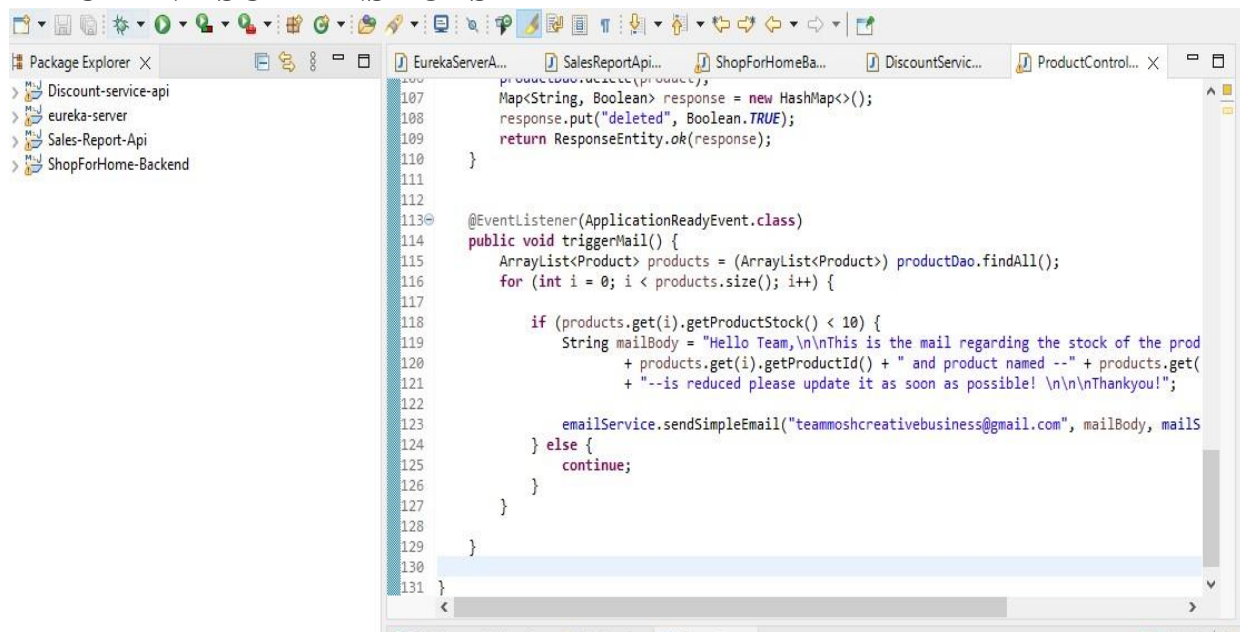 Package Explorer
Discount-service-api
eureka-server
Sales-Report-Api
ShopForHome-Backend
EurekaServerA...
SalesReportApi...
ShopForHomeBa...
DiscountServic...
ProductControl...
106 productDao.delete(product);
107 Map<String, Boolean> response = new HashMap<>();
108 response.put("deleted", Boolean.TRUE);
109 return ResponseEntity.ok(response);
110 }
111
112
113 @EventListener(ApplicationReadyEvent.class)
114 public void triggerMail() {
115 ArrayList<Product> products = (ArrayList<Product>) productDao.findAll();
116 for (int i = 0; i < products.size(); i++) {
117
118 if (products.get(i).getProductStock() < 10) {
119 String mailBody = "Hello Team,\n\nThis is the mail regarding the stock of the prod
120 + products.get(i).getProductId() + " and product named --" + products.get(
121 + "--is reduced please update it as soon as possible! \n\n\nThankyou!";
122
123 emailService.sendSimpleEmail("teammoshcreativebusiness@gmail.com", mailBody, mailS
124 } else {
125 continue;
126 }
127 }
128
129 }
130
131 }